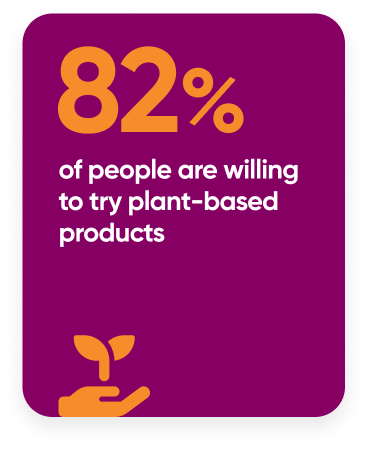 82%
of people are willing
to try plant-based
products